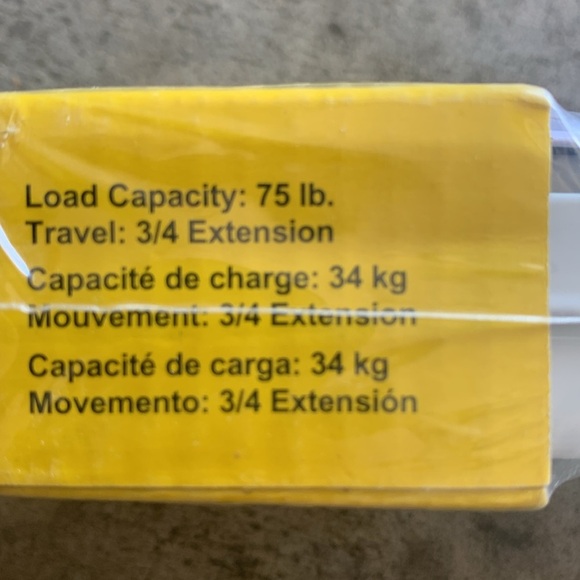 Load Capacity: 75 lb.
Travel: 3/4 Extension
Capacité de charge: 34 kg
Mouvement: 3/4 Extension
Capacité de carga: 34 kg
Movemento: 3/4 Extensión